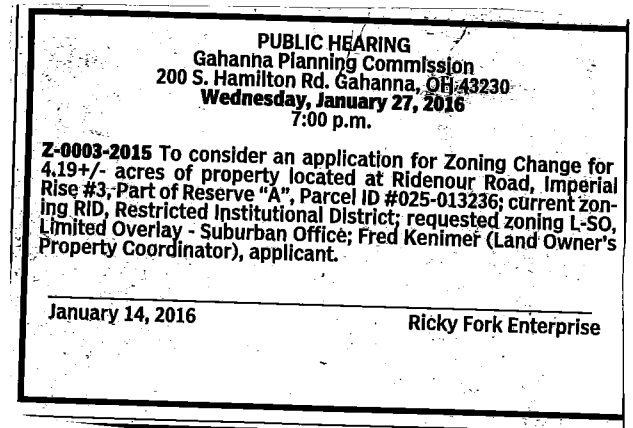 PUBLIC HEARING
Gahanna Planning Commission
200 S. Hamilton Rd. Gahanna, OH 43230
Wednesday, January 27, 2016
7:00 p.m.
Z-0003-2015 To consider an application for Zoning Change for
4.19+/- acres of property located at Ridenour Road, Imperial
Rise #3, Part of Reserve "A", Parcel ID #025-013236; current zon-
ing RID, Restricted Institutional District; requested zoning L-SO,
Limited Overlay - Suburban Office; Fred Kenimer (Land Owner's
Property Coordinator), applicant.
January 14, 2016
Ricky Fork Enterprise